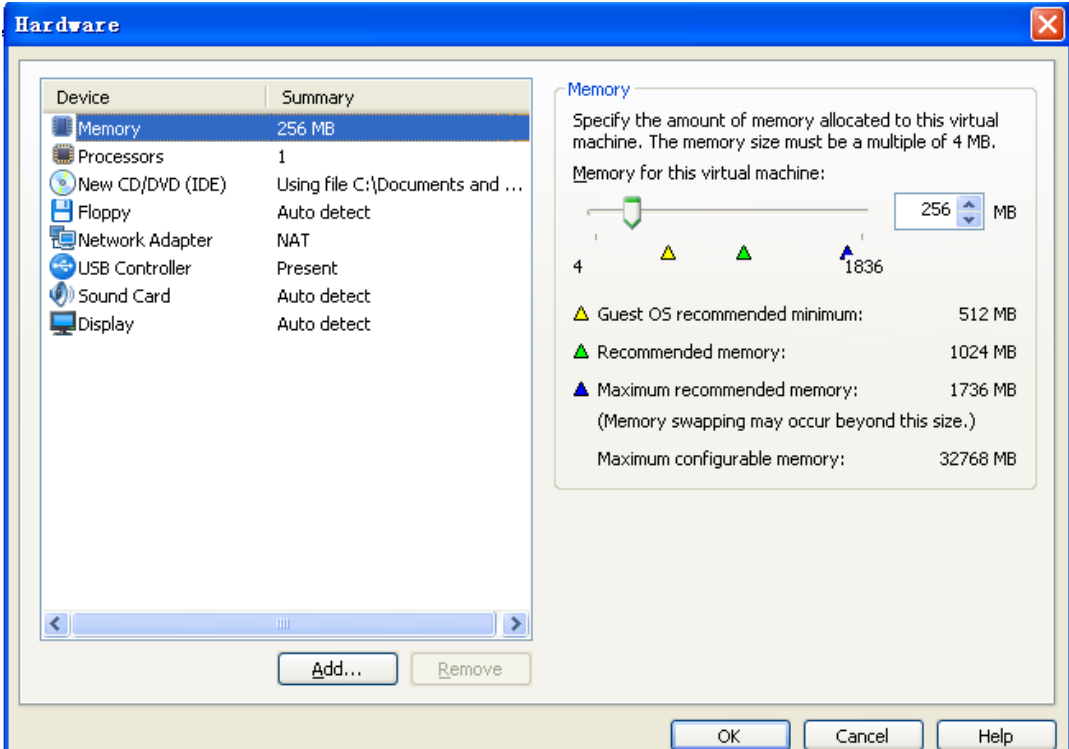 Hardware
Device Summary
Memory 256 MB
Processors 1
New CD/DVD (IDE) Using file C:\Documents and ...
Floppy Auto detect
Network Adapter NAT
USB Controller Present
Sound Card Auto detect
Display Auto detect
Add...
Remove
Memory
Specify the amount of memory allocated to this virtual
machine. The memory size must be a multiple of 4 MB.
Memory for this virtual machine:
256 MB
4 1836
Guest OS recommended minimum: 512 MB
Recommended memory: 1024 MB
Maximum recommended memory: 1736 MB
(Memory swapping may occur beyond this size.)
Maximum configurable memory: 32768 MB
OK Cancel Help